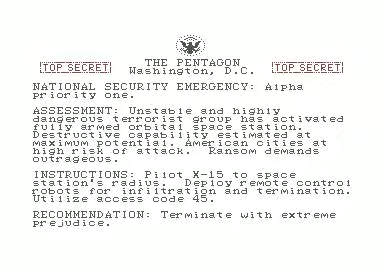 THE PENTAGON
TOP SECRET Washington, D.C. TOP SECRET
NATIONAL SECURITY EMERGENCY: Alpha
priority one.
ASSESSMENT: Unstable and highly
dangerous terrorist group has activated
fully armed orbital space station.
Destructive capability estimated at
maximum potential. American cities at
high risk of attack. Ransom demands
outrageous.
INSTRUCTIONS: Pilot X-15 to space
station's radius. Deploy remote control
robots for infiltration and termination.
Utilize access code 45.
RECOMMENDATION: Terminate with extreme
prejudice.